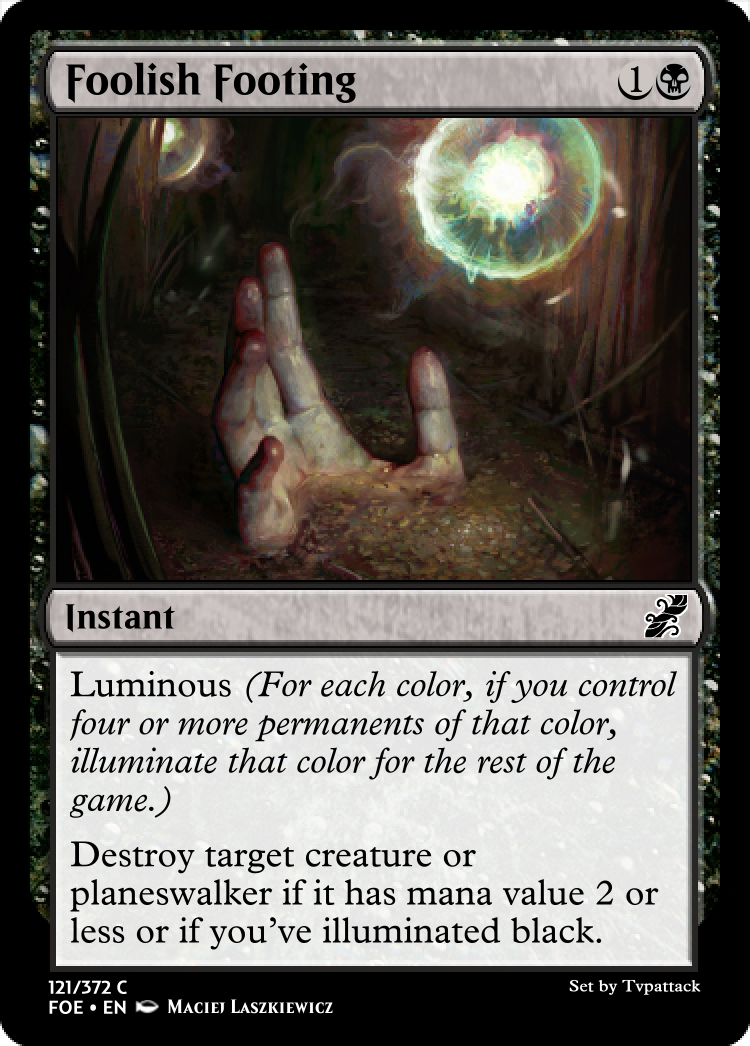 Foolish Footing 1
Instant
Luminous (For each color, if you control
four or more permanents of that color,
illuminate that color for the rest of the
game.)
Destroy target creature or
planeswalker if it has mana value 2 or
less or if you've illuminated black.
121/372 C
Set by Tvpattack
FOE • EN Maciej Laszkiewicz